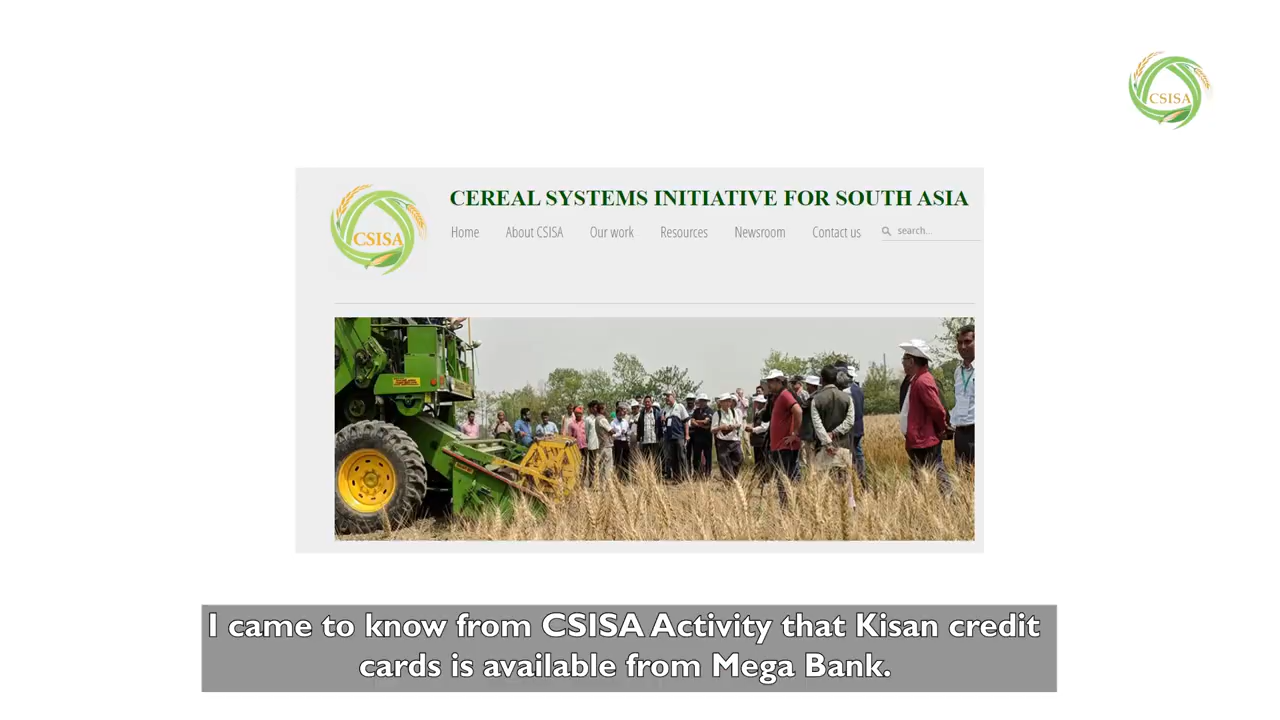 CSISA
CEREAL SYSTEMS INITIATIVE FOR SOUTH ASIA
CSISA
Home About CSISA Our work Resources Newsroom Contact us search...
I came to know from CSISA Activity that Kisan credit
cards is available from Mega Bank.